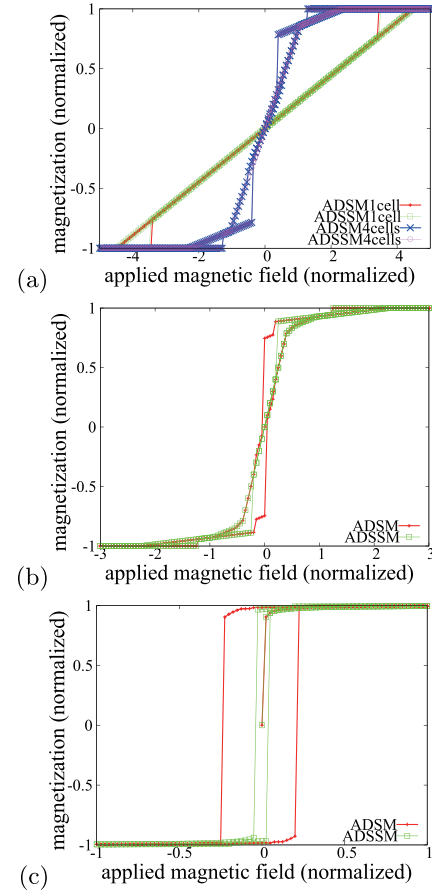 1
0.5
0
-0.5
-1
-4 -2 0 2 4
magnetization (normalized)
ADSM1cell
ADSSM1cell
ADSM4cells
ADSSM4cells
(a) applied magnetic field (normalized)
1
0.5
0
-0.5
-1
-3 -2 -1 0 1 2 3
magnetization (normalized)
ADSM
ADSSM
(b) applied magnetic field (normalized)
1
0.5
0
-0.5
-1
-1 -0.5 0 0.5 1
magnetization (normalized)
ADSM
ADSSM
(c) applied magnetic field (normalized)